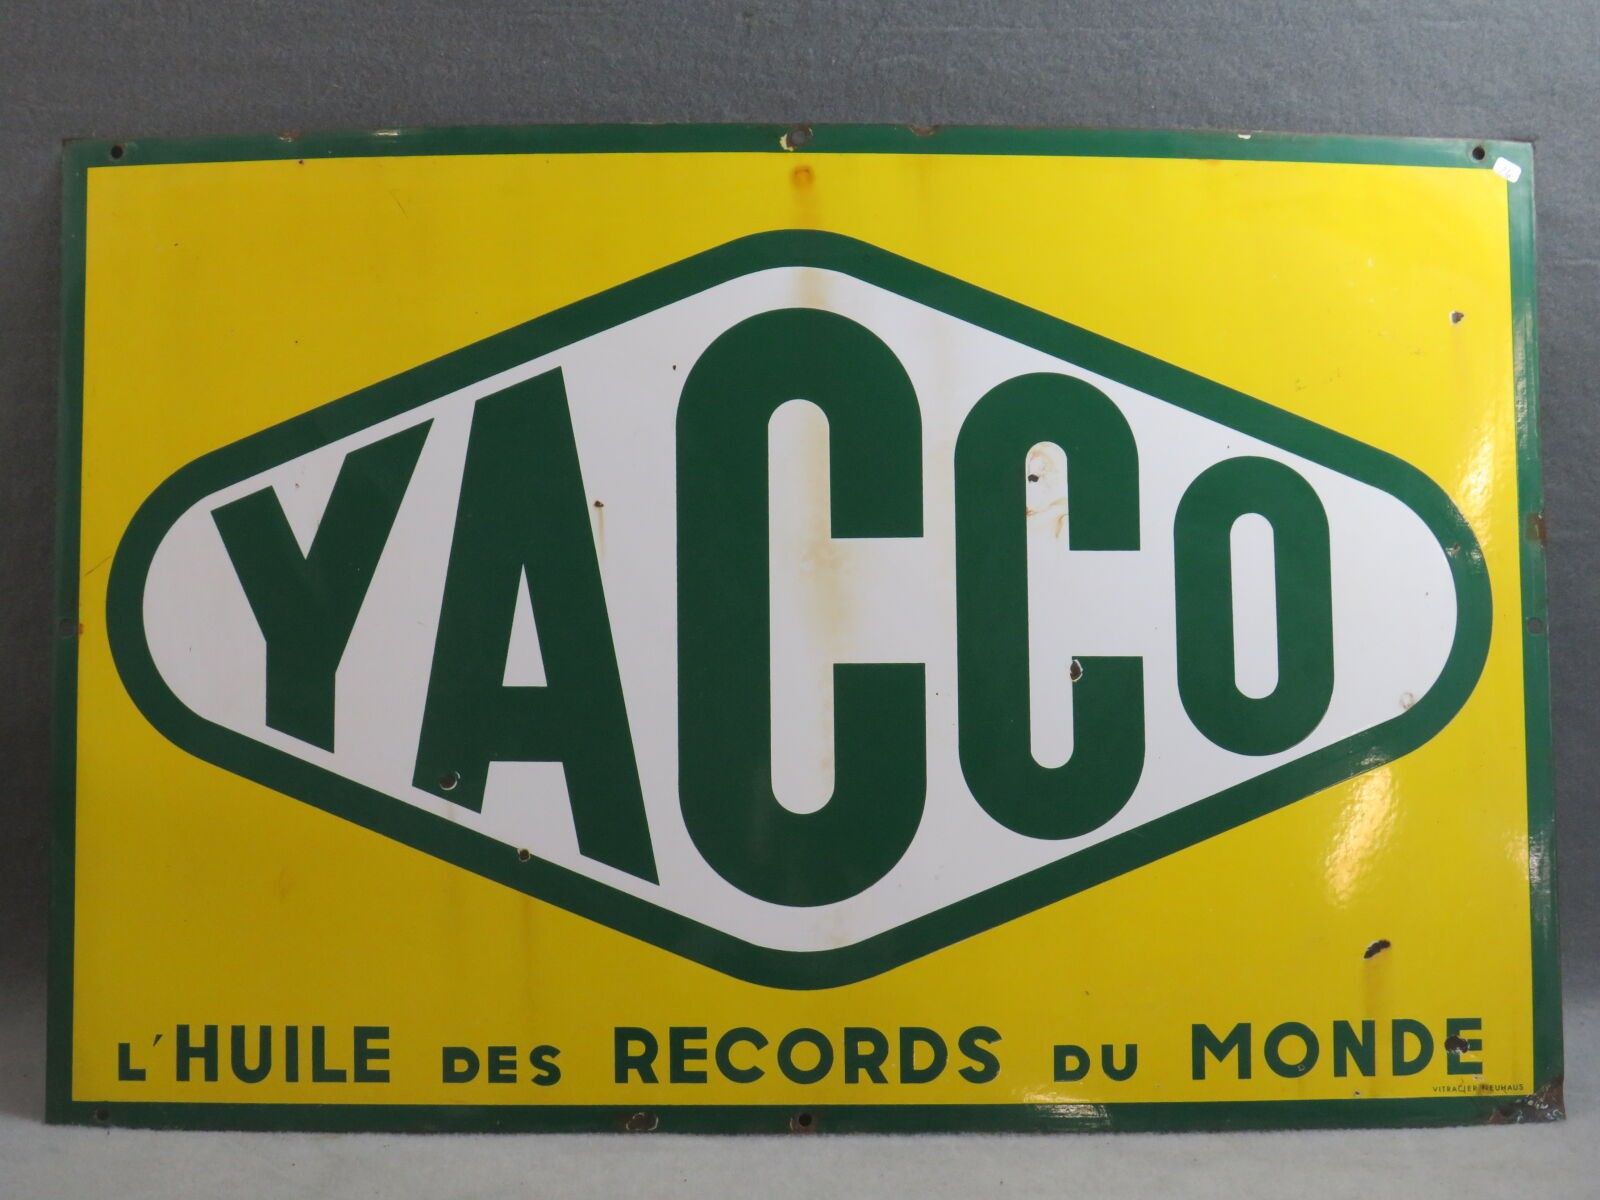 YACCO
L'HUILE DES RECORDS DU MONDE
VITRACIER NEUHAUS